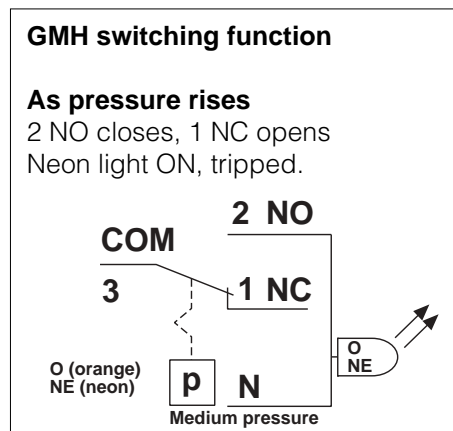 GMH switching function
As pressure rises
2 NO closes, 1 NC opens
Neon light ON, tripped.
2 NO
COM
3
1 NC
O
NE
O (orange)
NE (neon)
p
N
Medium pressure